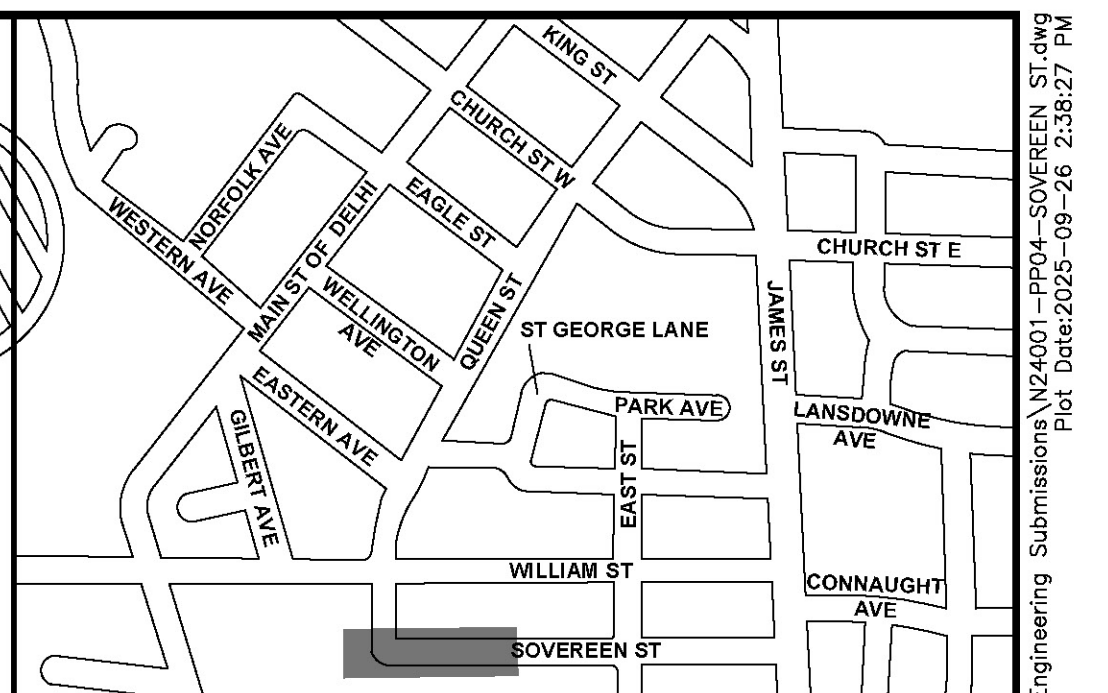 KING ST
CHURCH ST W
NORFOLK AVE
EAGLE ST
WESTERN AVE
MAIN ST OF DELHI
CHURCH ST E
WELLINGTON
AVE
QUEEN ST
JAMES ST
ST GEORGE LANE
EASTERN AVE
PARK AVE
LANSDOWNE
AVE
GILBERT AVE
EAST ST
WILLIAM ST
CONNAUGHT
AVE
SOVEREEN ST
Engineering Submissions\N24001-PP04-SOVEREEN ST.dwg
Plot Date:2025-09-26 2:38:27 PM